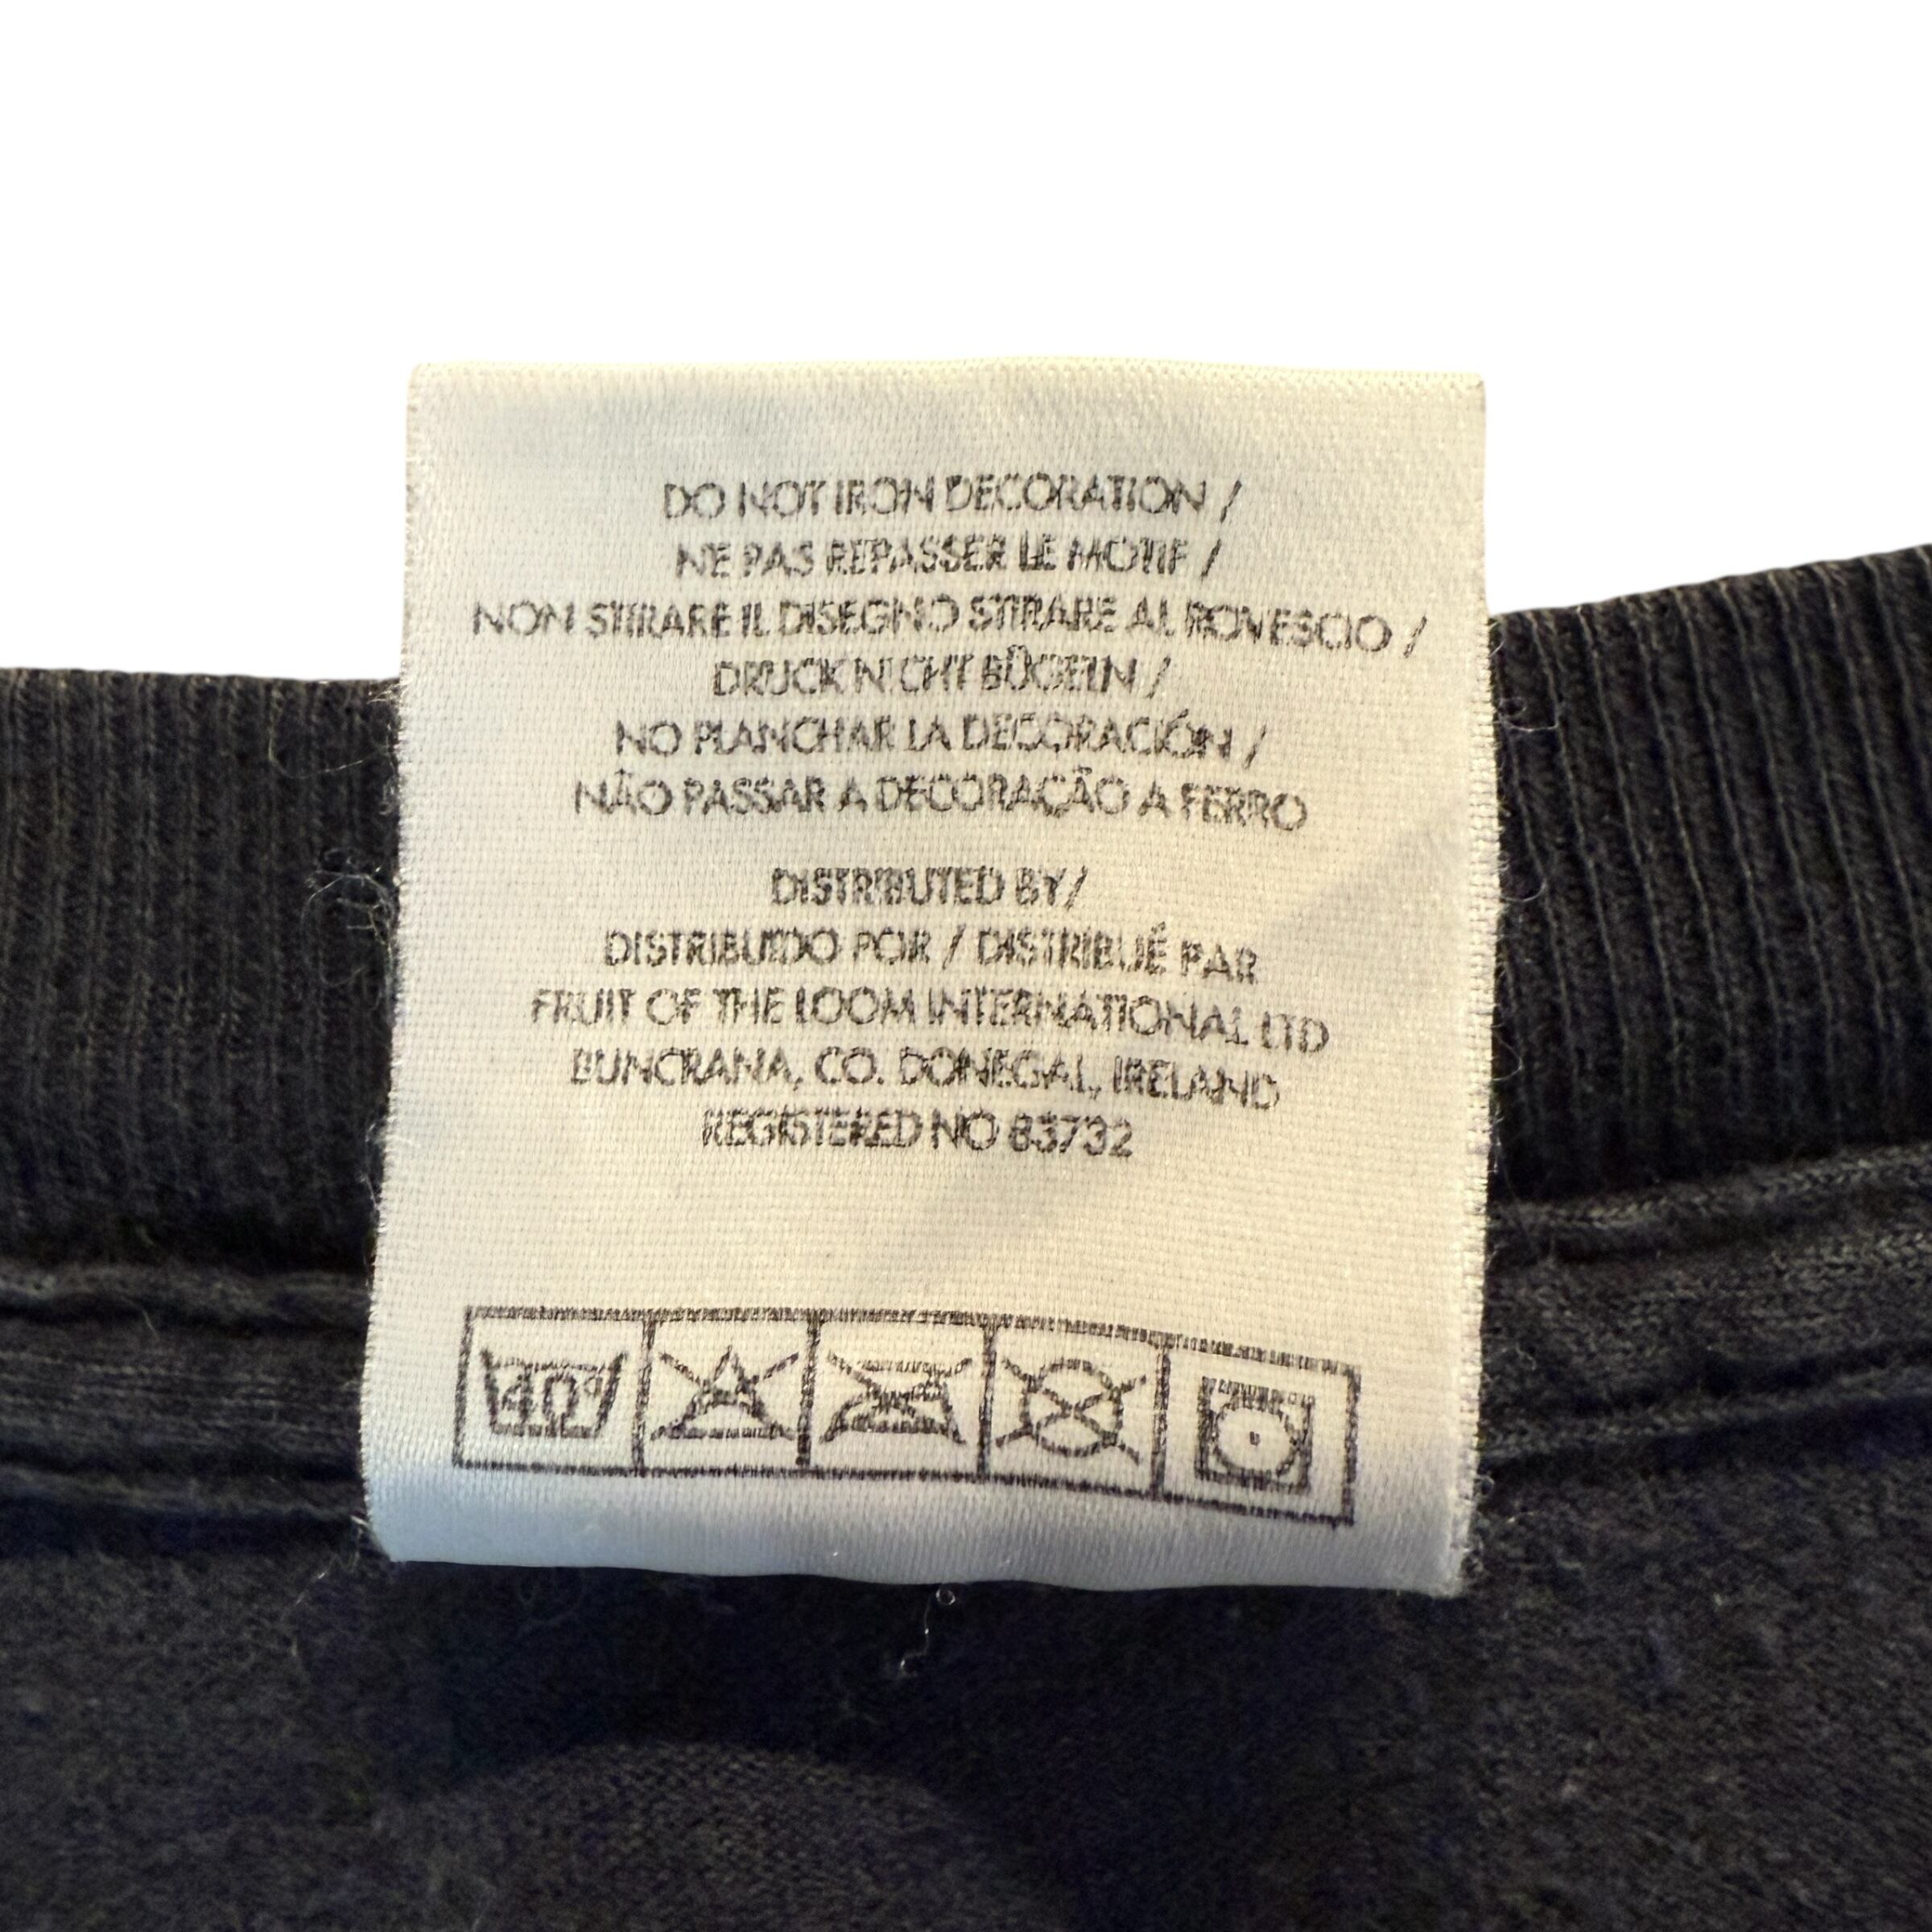 DO NOT IRON DECORATION /
NE PAS REPASSER LE MOTIF /
NON STIRARE IL DISEGNO STIRARE AL ROVESCIO /
DRUCK NICHT BÜGELN /
NO PLANCHAR LA DECORACIÓN /
NÃO PASSAR A DECORAÇÃO A FERRO
DISTRIBUTED BY/
DISTRIBUIDO POR / DISTRIBUÉ PAR
FRUIT OF THE LOOM INTERNATIONAL LTD
BUNCRANA, CO. DONEGAL, IRELAND
REGISTERED NO 83732
40°